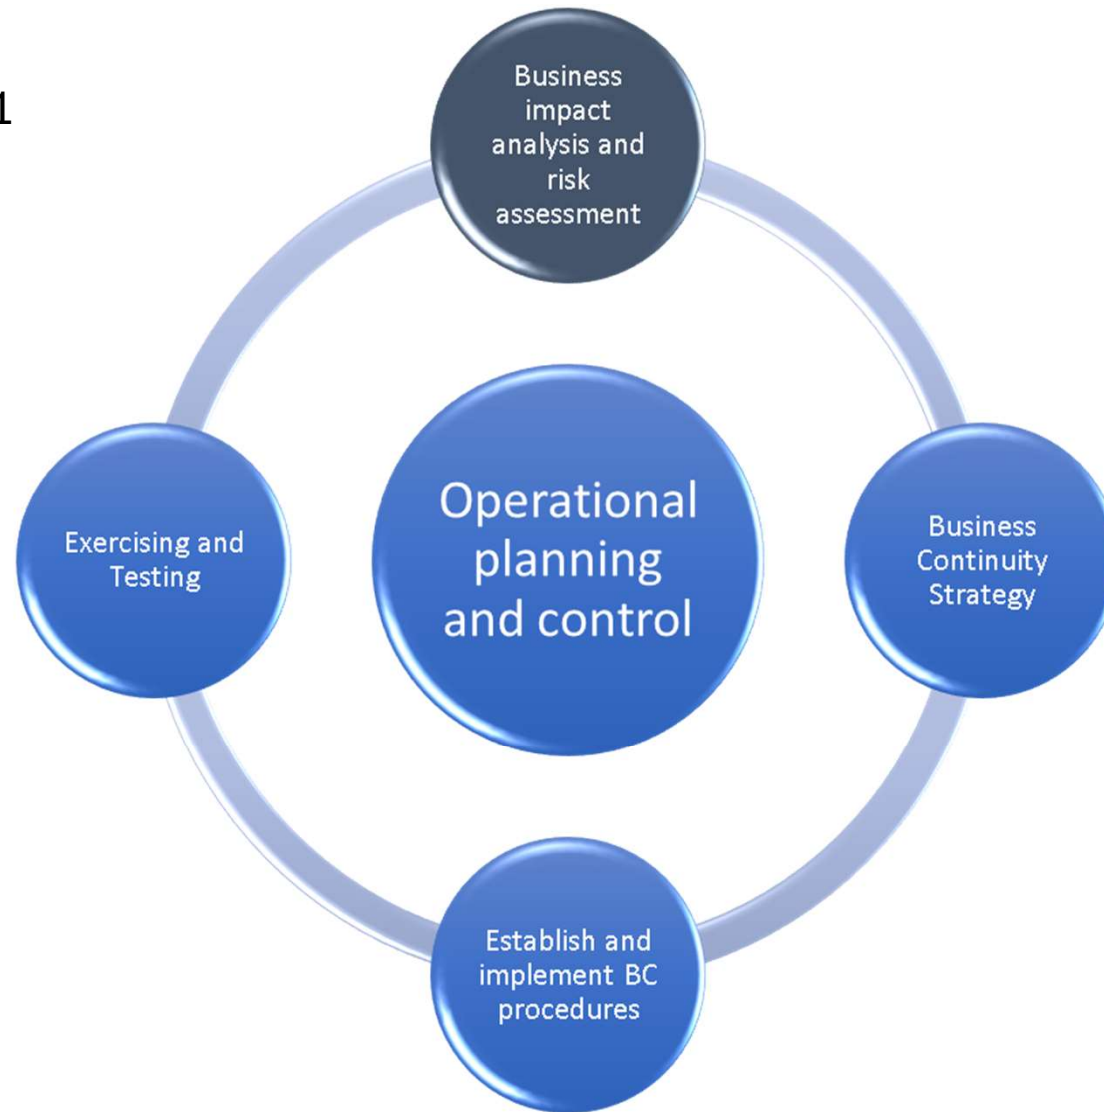 1
Business
impact
analysis and
risk
assessment
Operational
planning
and control
Business
Continuity
Strategy
Establish and
implement BC
procedures
Exercising and
Testing